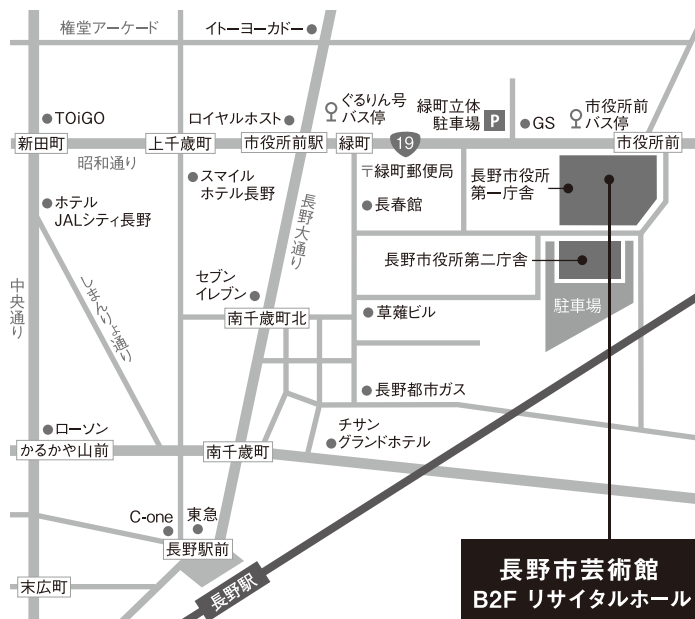 権堂アーケード
イトーヨーカドー
TOiGO
ロイヤルホスト
ぐるりん号
バス停
緑町立体
駐車場
P
GS
市役所前
バス停
新田町
上千歳町
市役所前駅
緑町
19
市役所前
昭和通り
スマイル
ホテル長野
〒緑町郵便局
長野市役所
第一庁舎
ホテル
JALシティ長野
長春館
長野大通り
長野市役所第二庁舎
しまんりょ通り
中央通り
セブン
イレブン
駐車場
南千歳町北
草薙ビル
長野都市ガス
ローソン
チサン
グランドホテル
かるかや山前
南千歳町
C-one
東急
長野駅前
長野駅
末広町
長野市芸術館
B2F リサイタルホール